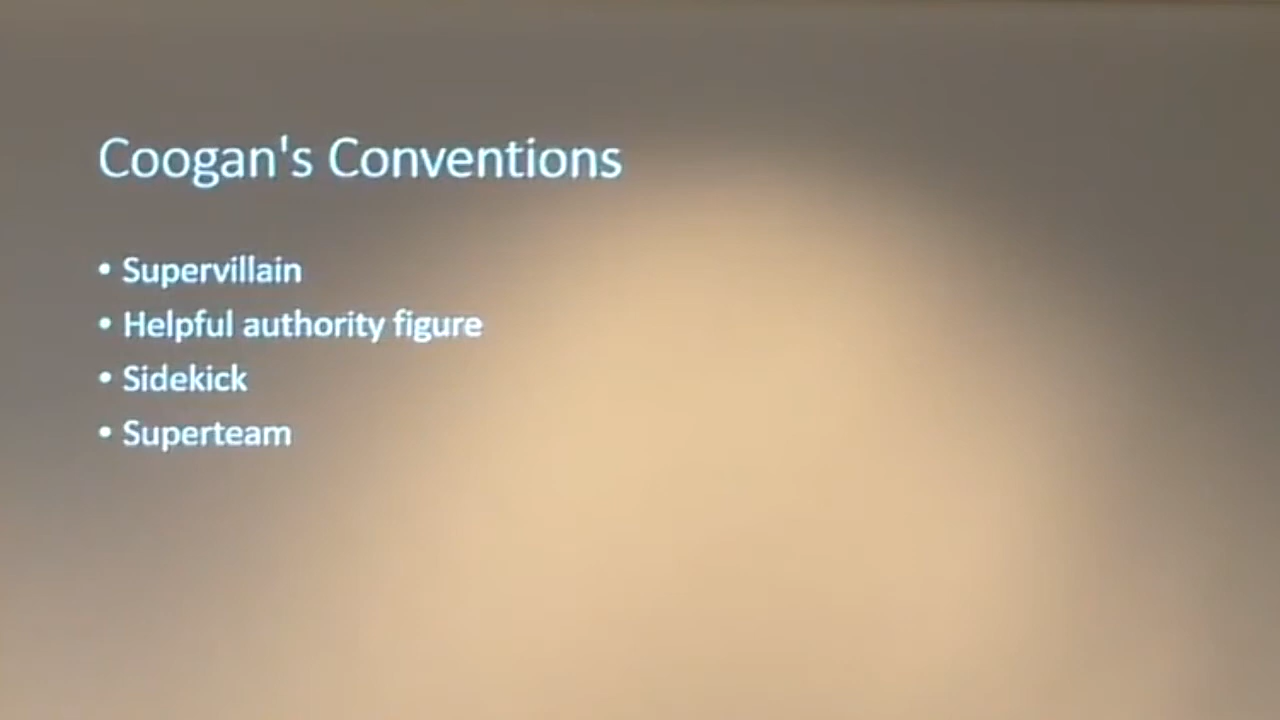 Coogan's Conventions
• Supervillain
• Helpful authority figure
• Sidekick
• Superteam